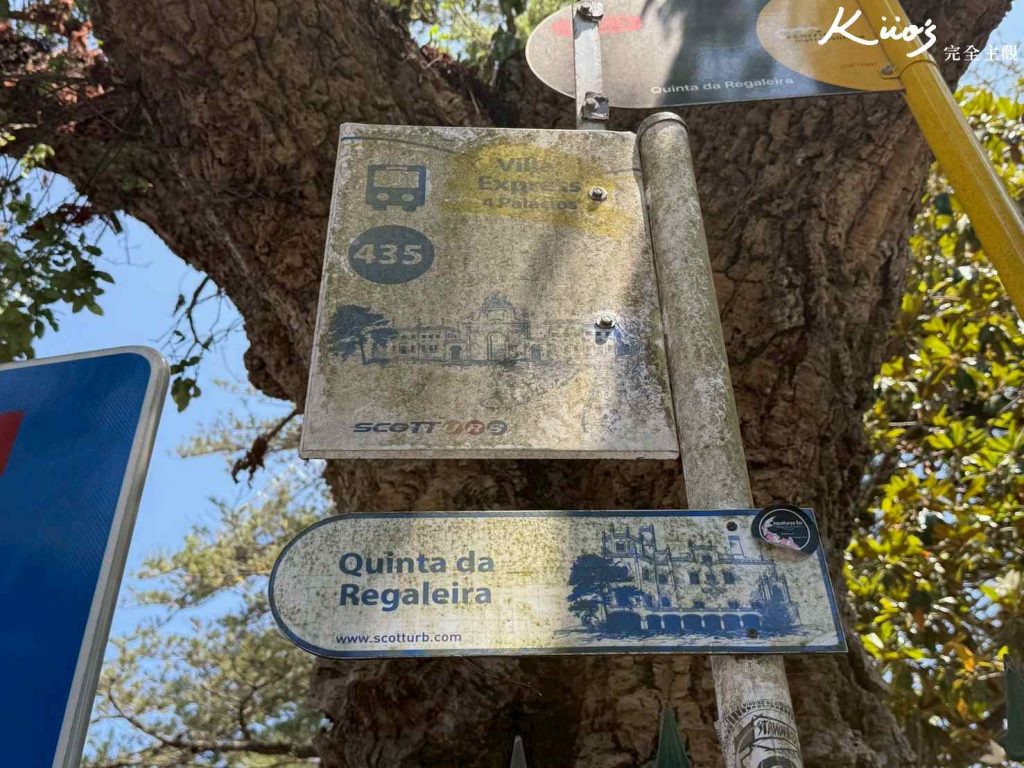 Küo's
完全主觀
Quinta da Regaleira
Villa
Express
4 Palácios
435
SCOTTURB
Quinta da
Regaleira
www.scotturb.com